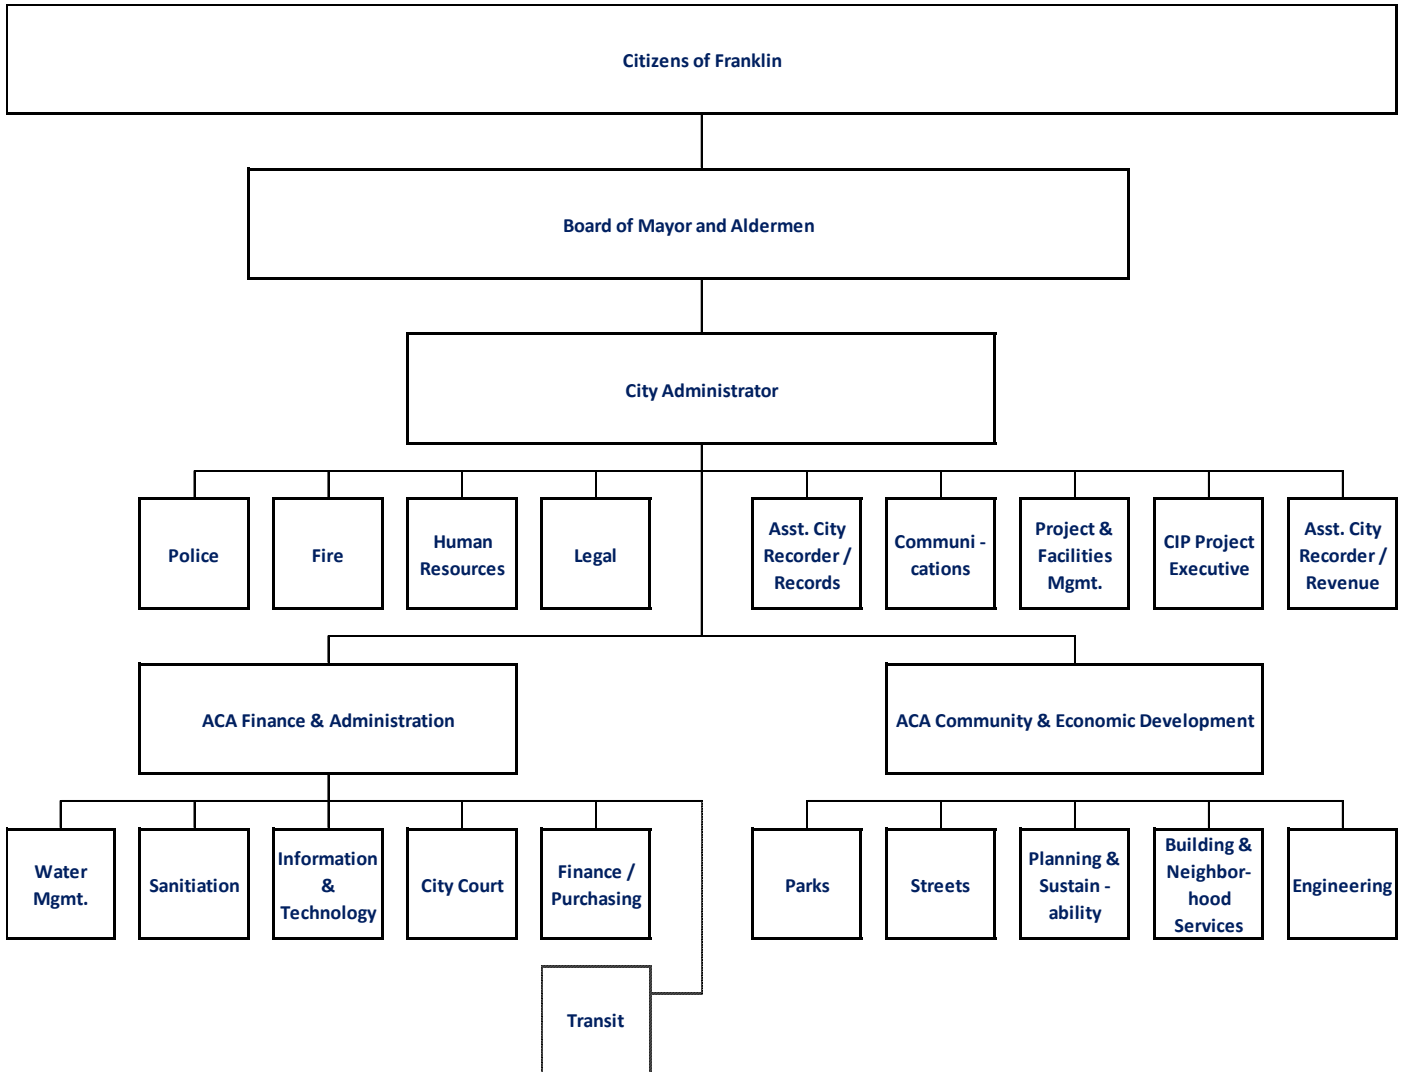 Citizens of Franklin
Board of Mayor and Aldermen
City Administrator
Police
Fire
Human
Resources
Legal
Asst. City
Recorder /
Records
Communi -
cations
Project &
Facilities
Mgmt.
CIP Project
Executive
Asst. City
Recorder /
Revenue
ACA Finance & Administration
ACA Community & Economic Development
Water
Mgmt.
Sanitiation
Information
&
Technology
City Court
Finance /
Purchasing
Parks
Streets
Planning &
Sustain -
ability
Building &
Neighbor-
hood
Services
Engineering
Transit